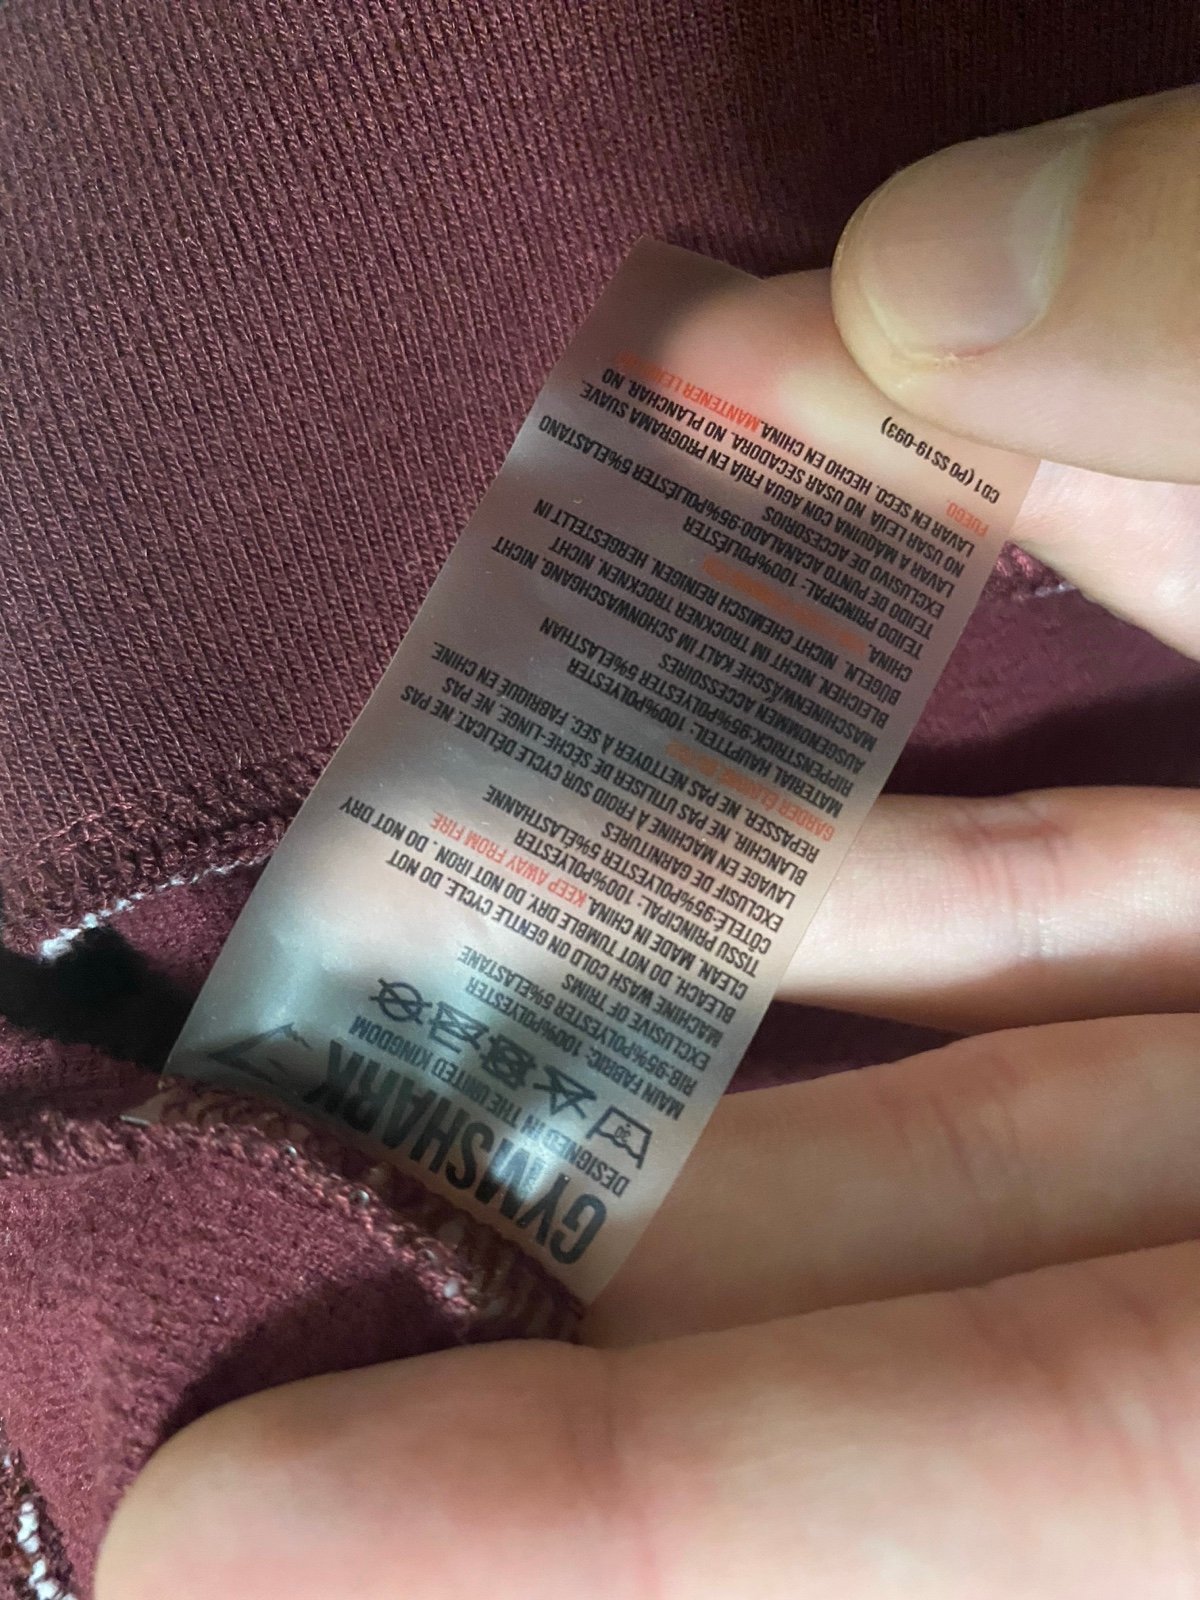 GYMSHARK
DESIGNED IN THE UNITED KINGDOM
30
MAIN FABRIC: 100%POLYESTER
RIB-95%POLYESTER 5%ELASTANE
EXCLUSIVE OF TRIMS
MACHINE WASH COLD ON GENTLE CYCLE. DO NOT
BLEACH. DO NOT TUMBLE DRY. DO NOT IRON. DO NOT DRY
CLEAN. MADE IN CHINA. KEEP AWAY FROM FIRE
TISSU PRINCIPAL: 100%POLYESTER
CÔTELÉ-95%POLYESTER 5%ÉLASTHANNE
EXCLUSIF DE GARNITURES
LAVAGE EN MACHINE À FROID SUR CYCLE DÉLICAT. NE PAS
BLANCHIR. NE PAS UTILISER DE SÈCHE-LINGE. NE PAS
REPASSER. NE PAS NETTOYER À SEC. FABRIQUÉ EN CHINE
GARDER ÉLOIGNÉ DU FEU
MATERIAL HAUPTTEIL: 100%POLYESTER
RIPPENSTRICK-95%POLYESTER 5%ELASTHAN
AUSGENOMMEN ACCESSOIRES
MASCHINENWÄSCHE KALT IM SCHONWASCHGANG. NICHT
BLEICHEN. NICHT IM TROCKNER TROCKNEN. NICHT
BÜGELN. NICHT CHEMISCH REINIGEN. HERGESTELLT IN
CHINA.
TEJIDO PRINCIPAL: 100%POLIÉSTER
TEJIDO DE PUNTO ACANALADO-95%POLIÉSTER 5%ELASTANO
EXCLUSIVO DE ACCESORIOS
LAVAR A MÁQUINA CON AGUA FRÍA EN PROGRAMA SUAVE.
NO USAR LEJÍA. NO USAR SECADORA. NO PLANCHAR. NO
LAVAR EN SECO. HECHO EN CHINA. MANTENER
FUEGO.
CD1 (PO SS19-093)